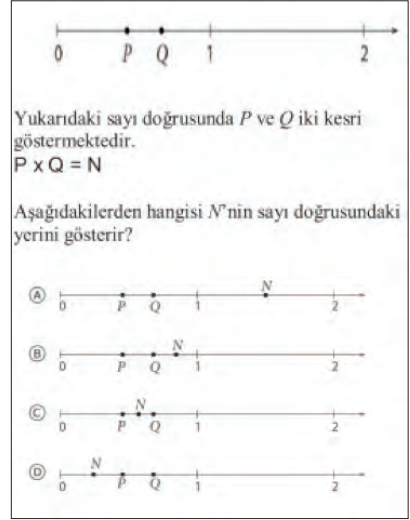 0 P Q 1 2
Yukarıdaki sayı doğrusunda P ve Q iki kesri
göstermektedir.
P x Q = N
Aşağıdakilerden hangisi N'nin sayı doğrusundaki
yerini gösterir?
N
A 0 P Q 1 2
N
B 0 P Q 1 2
N
C 0 P Q 1 2
N
D 0 P Q 1 2